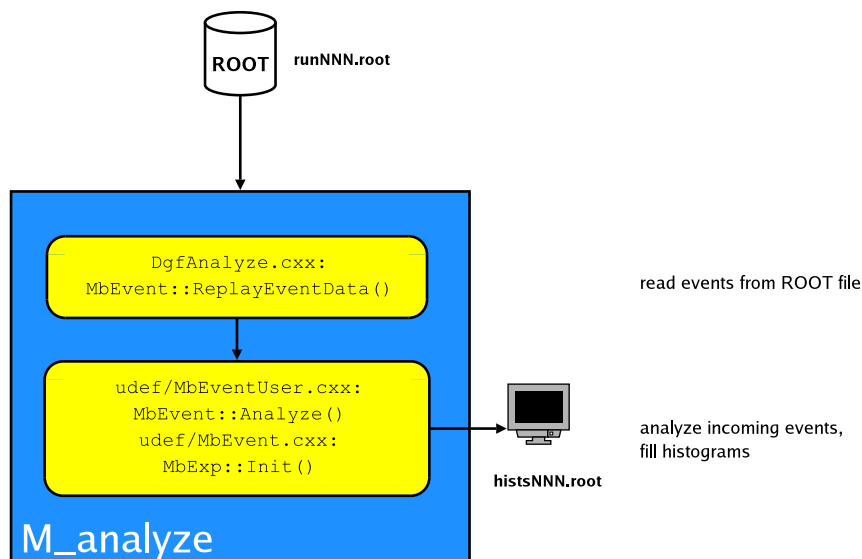 ROOT
runNNN.root
DgfAnalyze.cxx:
MbEvent::ReplayEventData()
read events from ROOT file
udef/MbEventUser.cxx:
MbEvent::Analyze()
udef/MbEvent.cxx:
MbExp::Init()
analyze incoming events,
fill histograms
histsNNN.root
M_analyze